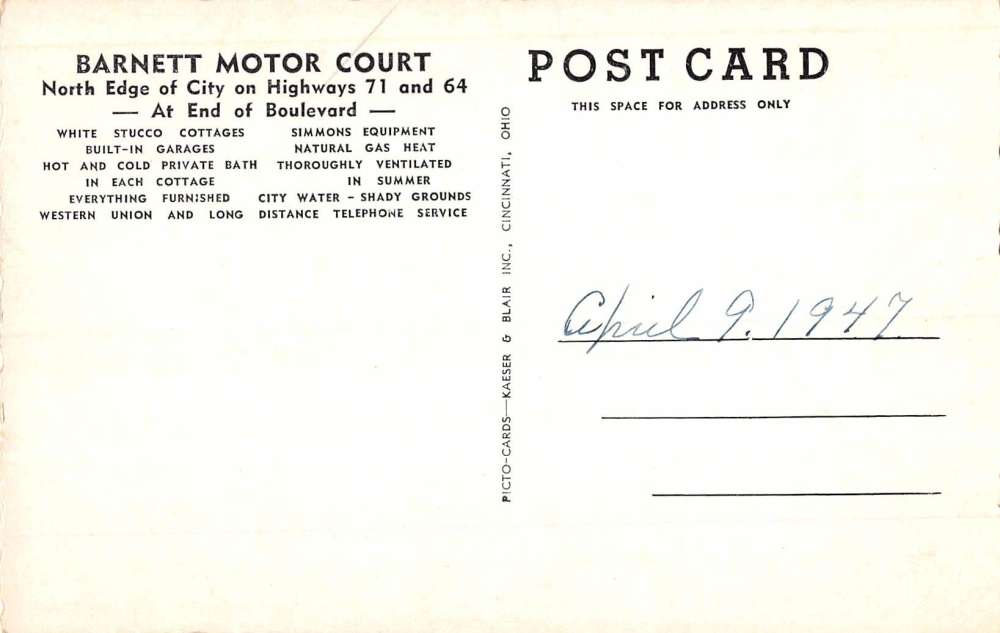 BARNETT MOTOR COURT
North Edge of City on Highways 71 and 64
— At End of Boulevard —
WHITE STUCCO COTTAGES SIMMONS EQUIPMENT
BUILT-IN GARAGES NATURAL GAS HEAT
HOT AND COLD PRIVATE BATH THOROUGHLY VENTILATED
IN EACH COTTAGE IN SUMMER
EVERYTHING FURNISHED CITY WATER – SHADY GROUNDS
WESTERN UNION AND LONG DISTANCE TELEPHONE SERVICE
PICTO-CARDS—KAESER & BLAIR INC., CINCINNATI, OHIO
POST CARD
THIS SPACE FOR ADDRESS ONLY
April 9. 1947